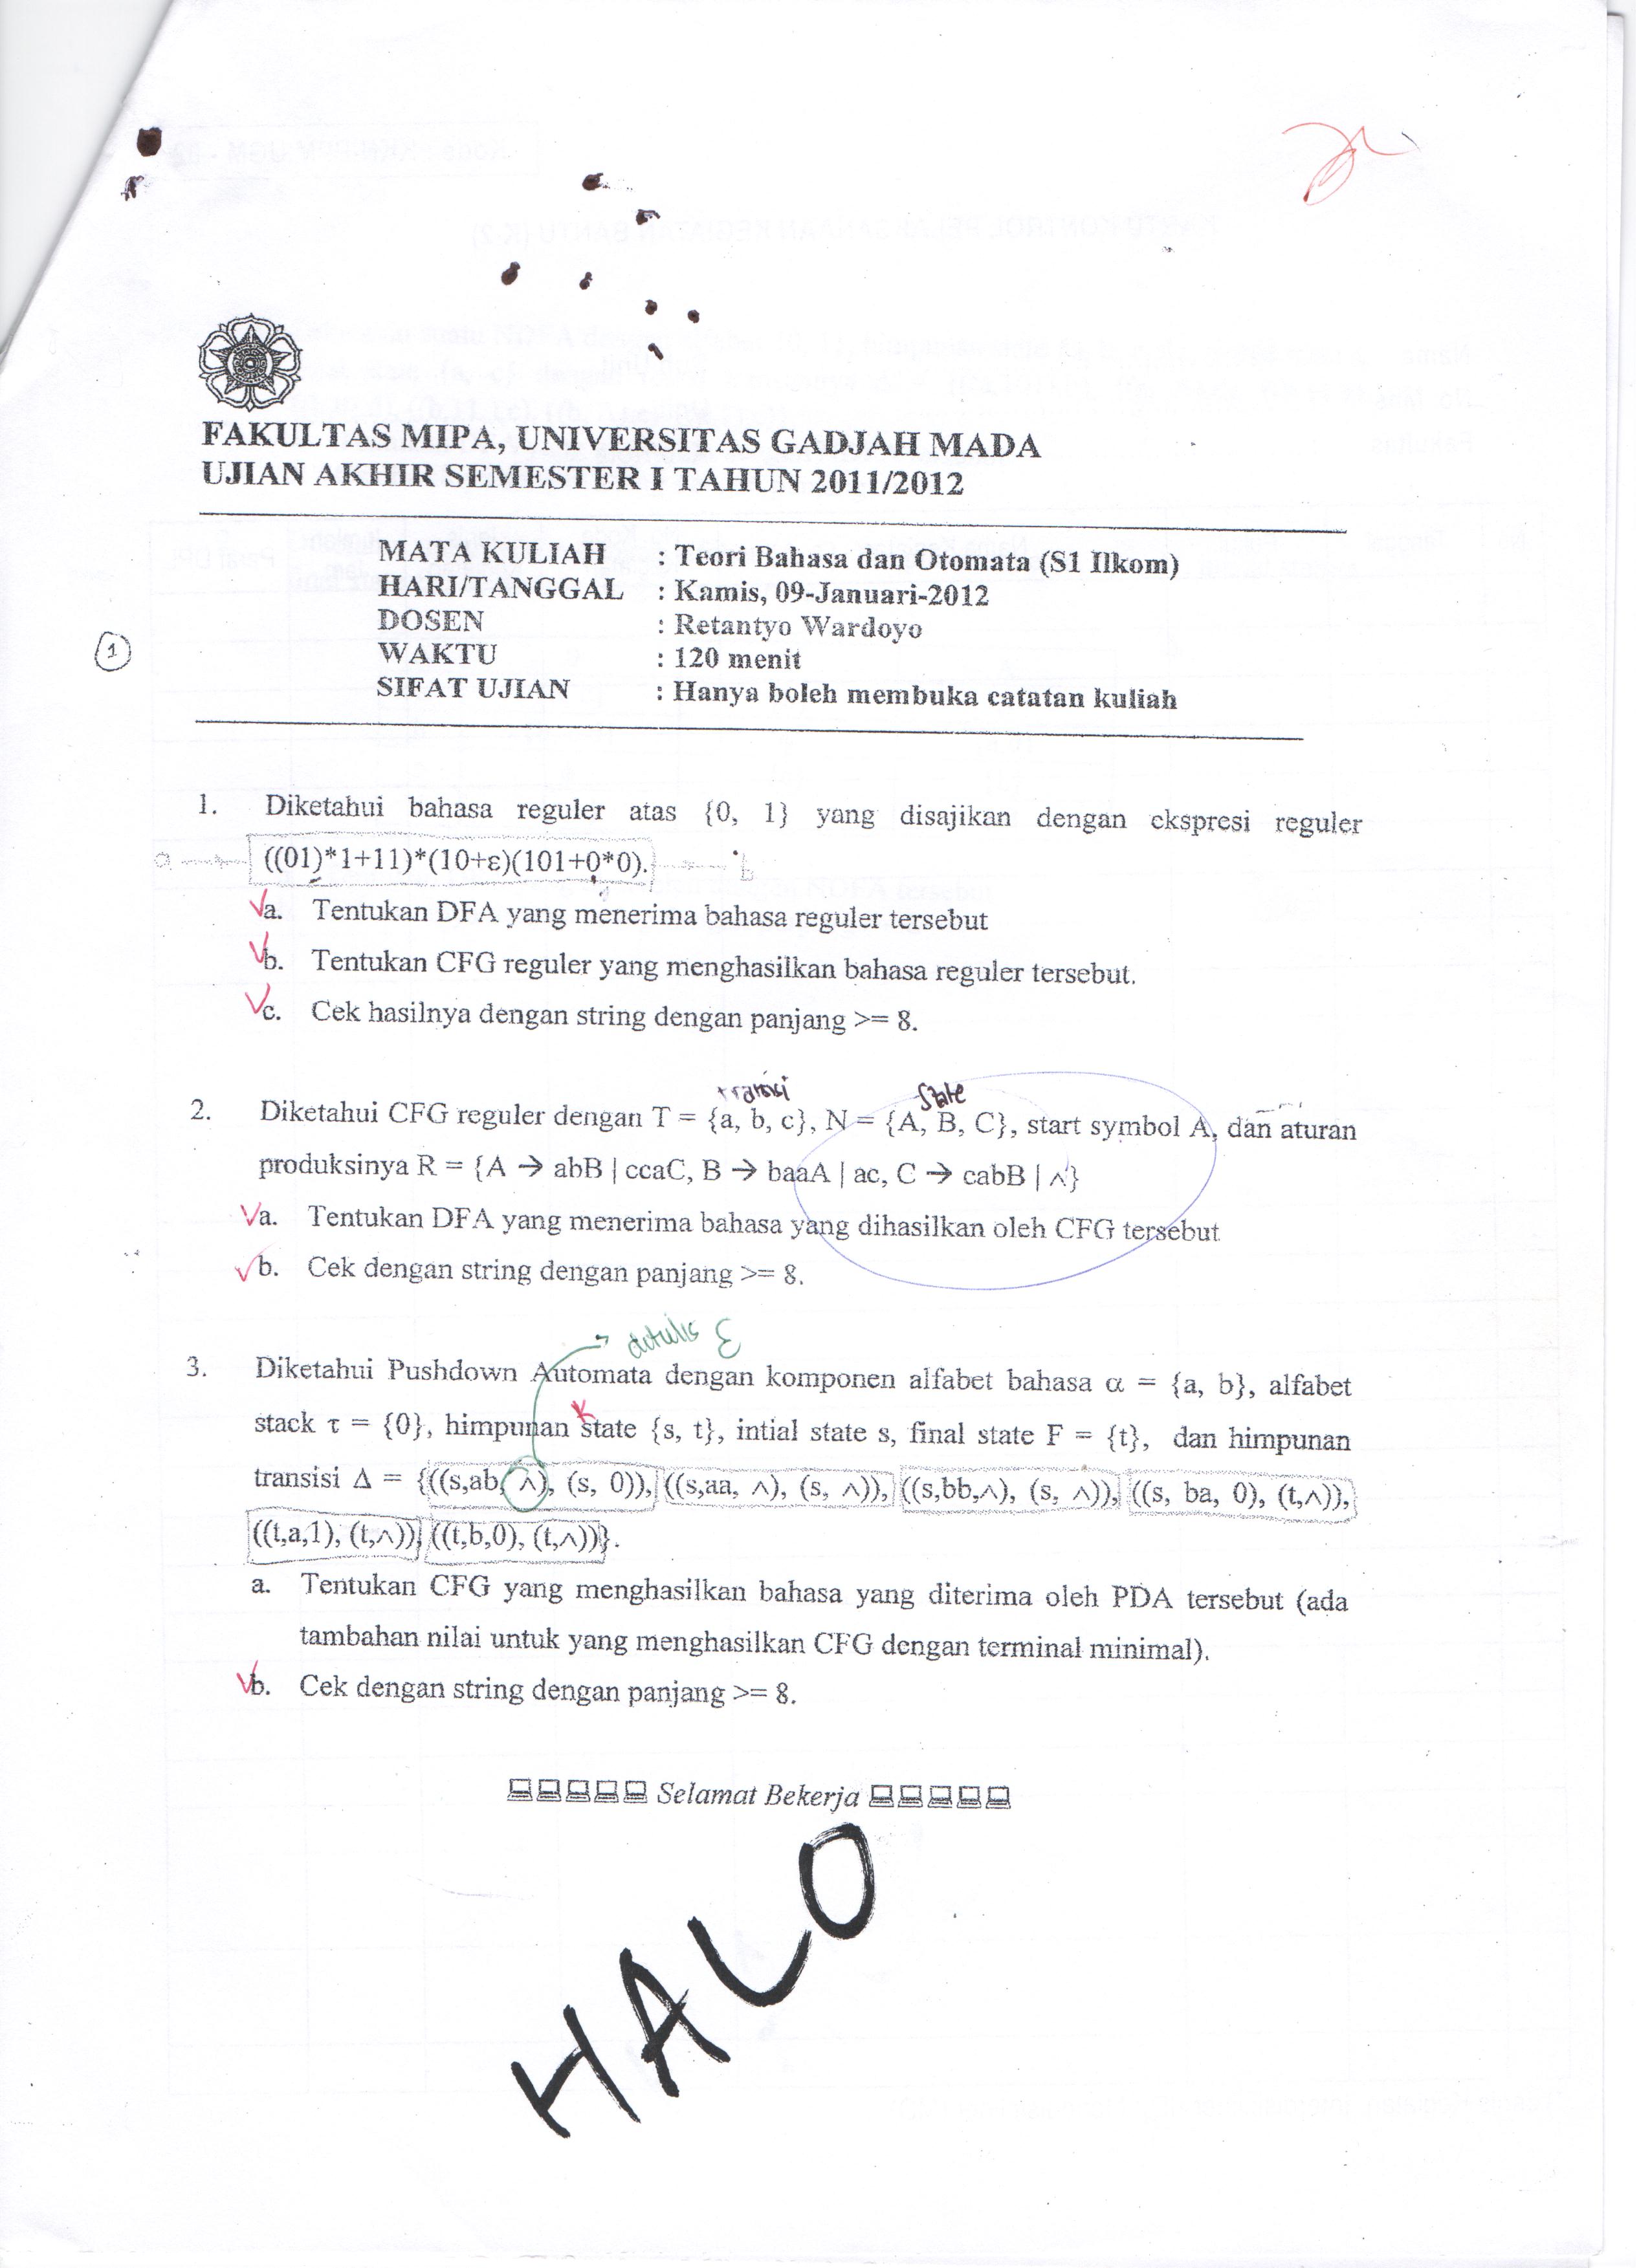 FAKULTAS MIPA, UNIVERSITAS GADJAH MADA
UJIAN AKHIR SEMESTER I TAHUN 2011/2012
MATA KULIAH : Teori Bahasa dan Otomata (S1 Ilkom)
HARI/TANGGAL : Kamis, 09-Januari-2012
DOSEN : Retantyo Wardoyo
1 WAKTU : 120 menit
SIFAT UJIAN : Hanya boleh membuka catatan kuliah
1. Diketahui bahasa reguler atas {0, 1} yang disajikan dengan ekspresi reguler
a ((01)*1+11)*(10+ε)(101+0*0). b
a. Tentukan DFA yang menerima bahasa reguler tersebut
b. Tentukan CFG reguler yang menghasilkan bahasa reguler tersebut.
c. Cek hasilnya dengan string dengan panjang >= 8.
transisi State
2. Diketahui CFG reguler dengan T = {a, b, c}, N = {A, B, C}, start symbol A, dan aturan
produksinya R = {A → abB | ccaC, B → baaA | ac, C → cabB | ^}
a. Tentukan DFA yang menerima bahasa yang dihasilkan oleh CFG tersebut
b. Cek dengan string dengan panjang >= 8.
ditulis ε
3. Diketahui Pushdown Automata dengan komponen alfabet bahasa α = {a, b}, alfabet
stack τ = {0}, himpunan state {s, t}, intial state s, final state F = {t}, dan himpunan
transisi Δ = {((s,ab, ^), (s, 0)), ((s,aa, ^), (s, ^)), ((s,bb,^), (s, ^)), ((s, ba, 0), (t,^)),
((t,a,1), (t,^)), ((t,b,0), (t,^))}.
a. Tentukan CFG yang menghasilkan bahasa yang diterima oleh PDA tersebut (ada
tambahan nilai untuk yang menghasilkan CFG dengan terminal minimal).
b. Cek dengan string dengan panjang >= 8.
Selamat Bekerja
HALO